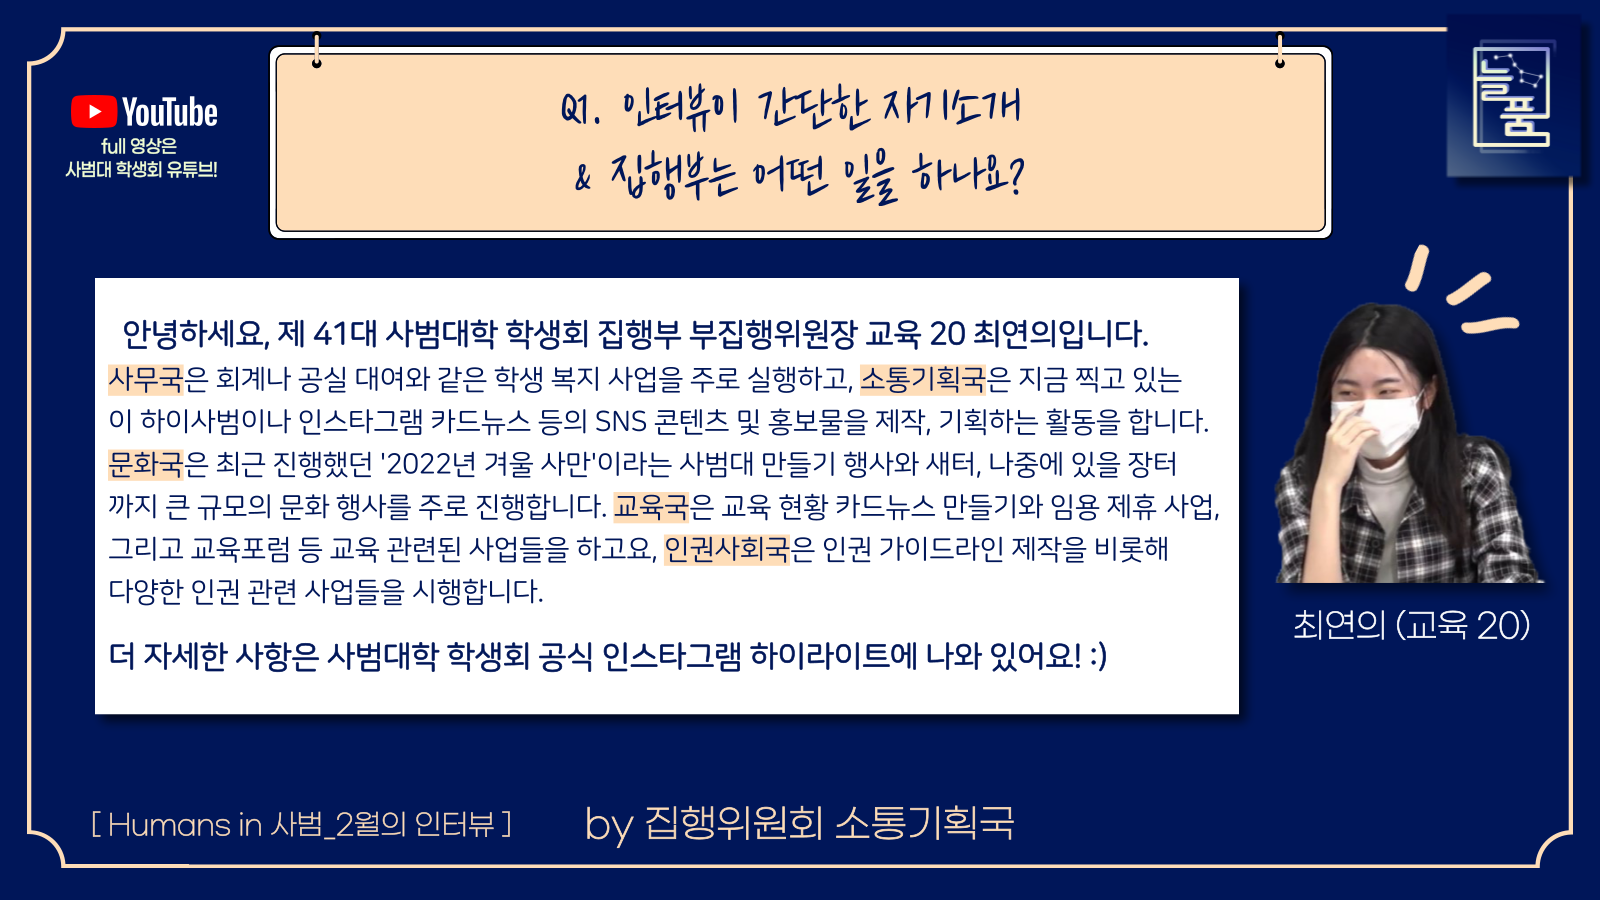 YouTube
full 영상은
사범대 학생회 유튜브!
Q1. 인터뷰이 간단한 자기소개
& 집행부는 어떤 일을 하나요?
늘
품
안녕하세요, 제 41대 사범대학 학생회 집행부 부집행위원장 교육 20 최연의입니다.
사무국은 회계나 공실 대여와 같은 학생 복지 사업을 주로 실행하고, 소통기획국은 지금 찍고 있는
이 하이사범이나 인스타그램 카드뉴스 등의 SNS 콘텐츠 및 홍보물을 제작, 기획하는 활동을 합니다.
문화국은 최근 진행했던 '2022년 겨울 사만'이라는 사범대 만들기 행사와 새터, 나중에 있을 장터
까지 큰 규모의 문화 행사를 주로 진행합니다. 교육국은 교육 현황 카드뉴스 만들기와 임용 제휴 사업,
그리고 교육포럼 등 교육 관련된 사업들을 하고요, 인권사회국은 인권 가이드라인 제작을 비롯해
다양한 인권 관련 사업들을 시행합니다.
더 자세한 사항은 사범대학 학생회 공식 인스타그램 하이라이트에 나와 있어요! :)
최연의 (교육 20)
[ Humans in 사범_2월의 인터뷰 ]
by 집행위원회 소통기획국